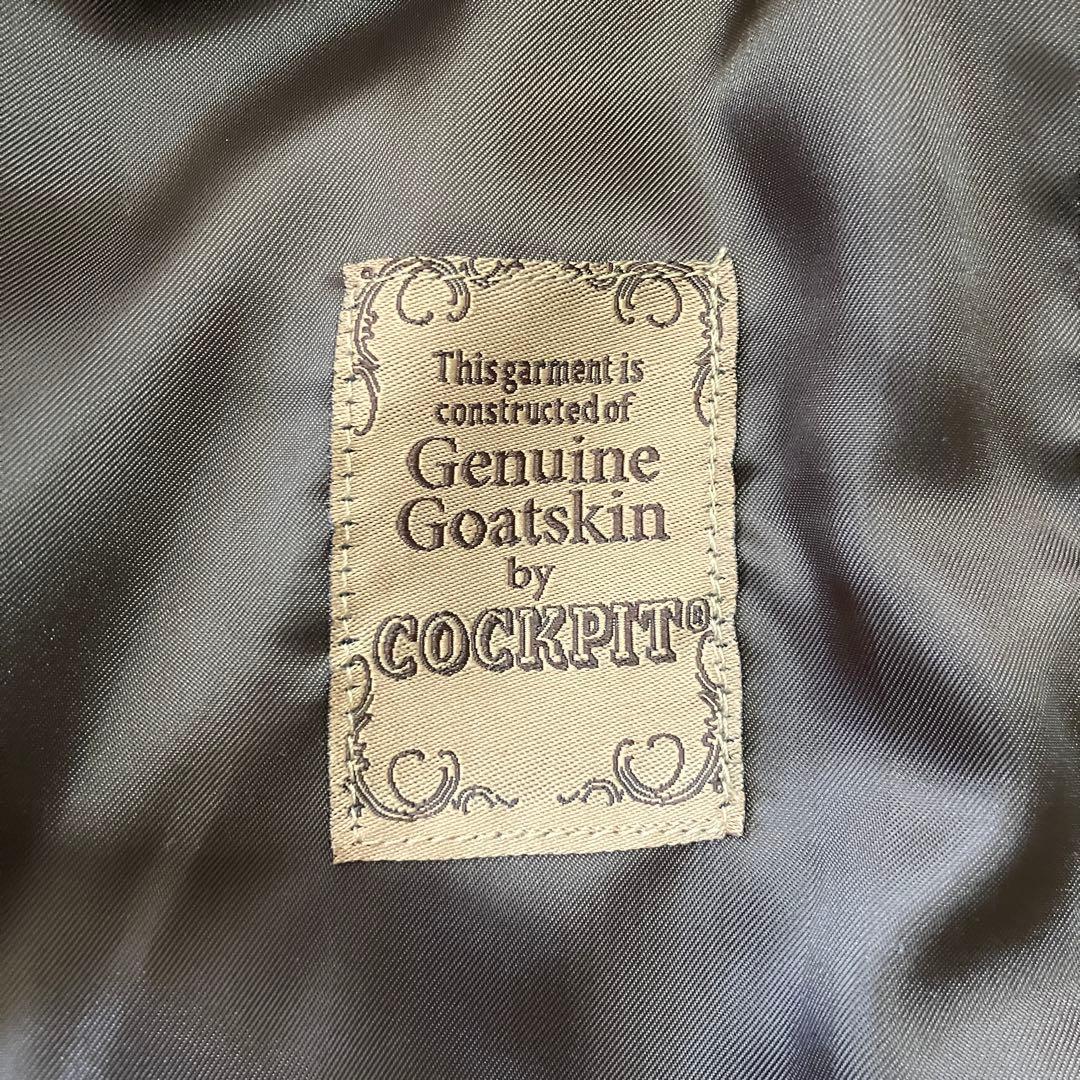 This garment is
constructed of
Genuine
Goatskin
by
COCKPIT®